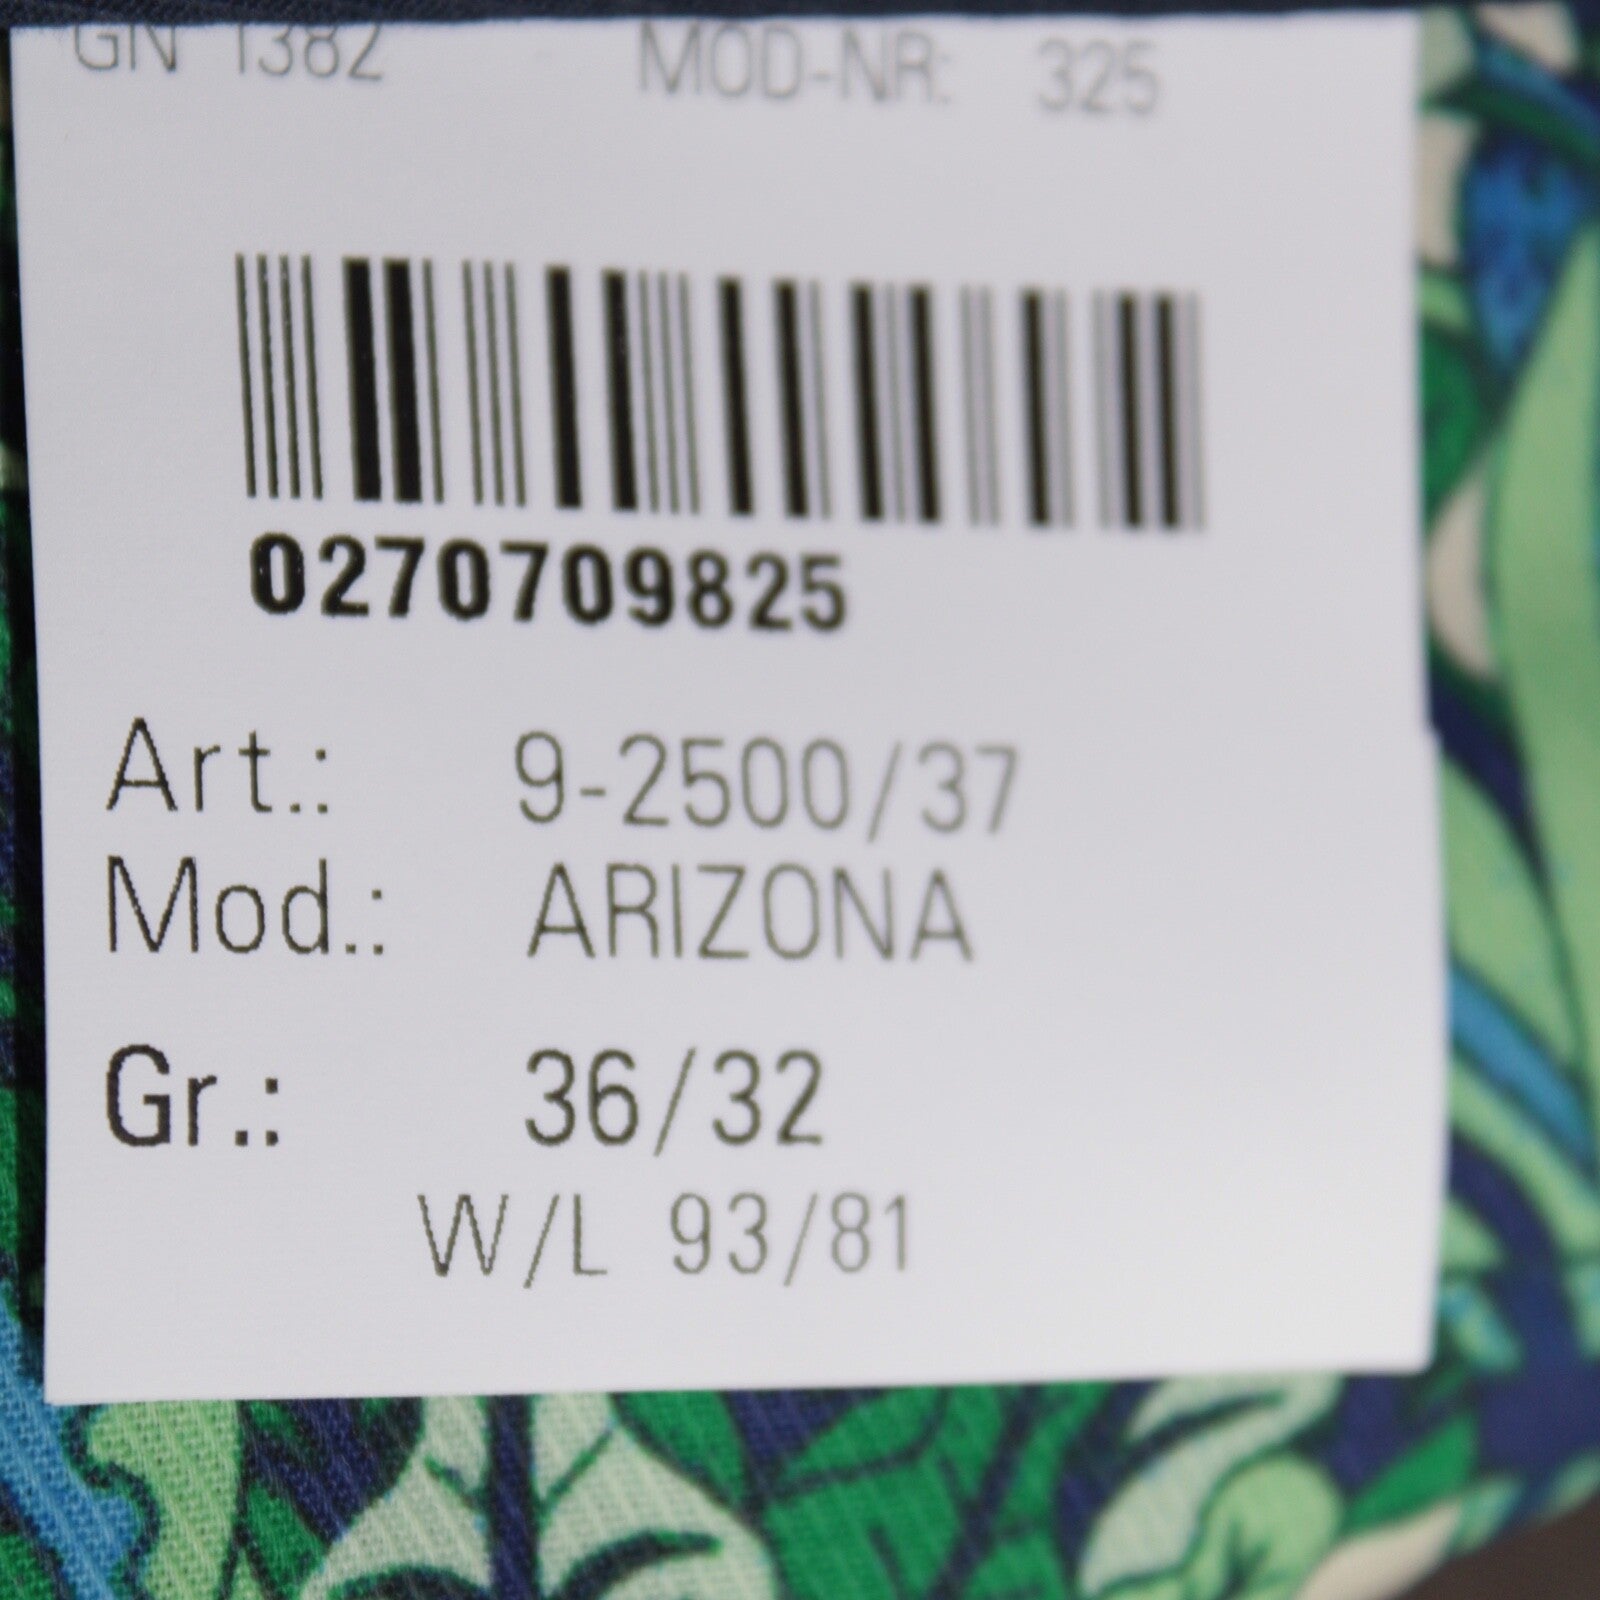 GN 1382 MOD-NR: 325
0270709825
Art.: 9-2500/37
Mod.: ARIZONA
Gr.: 36/32
W/L 93/81